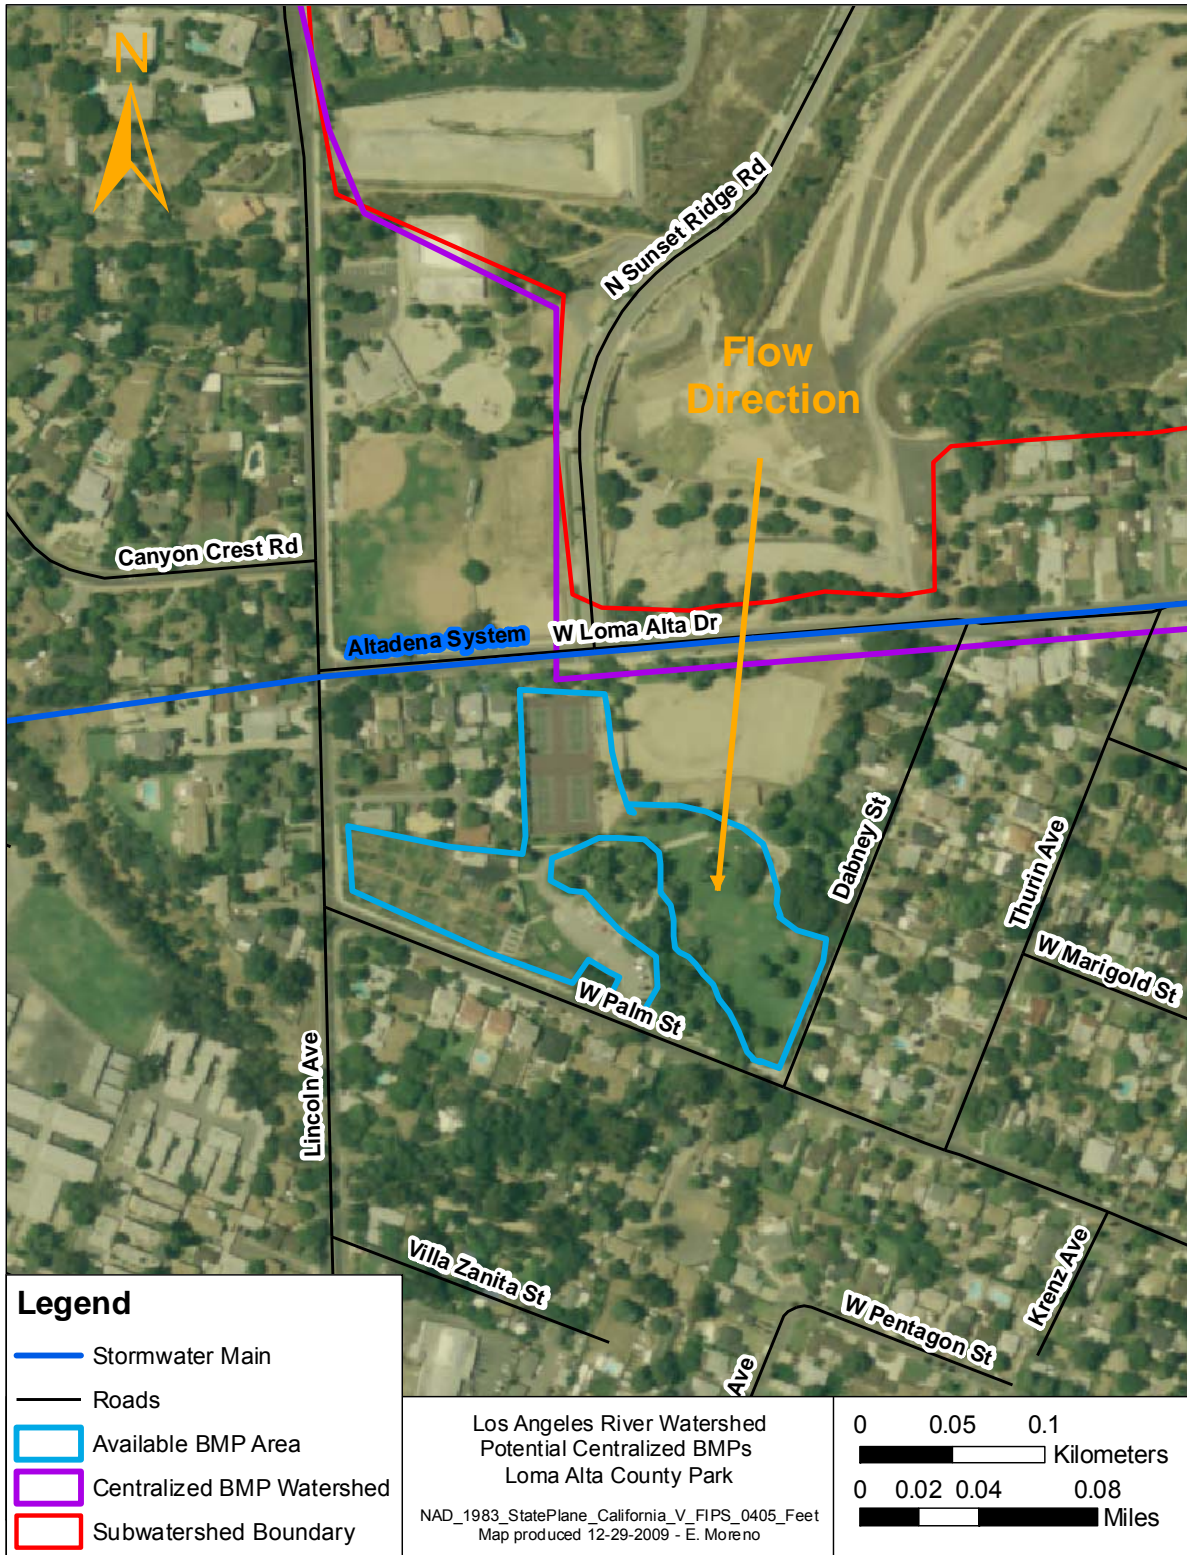 N
N Sunset Ridge Rd
Flow
Direction
Canyon Crest Rd
Altadena System
W Loma Alta Dr
Dabney St
Thurin Ave
W Marigold St
W Palm St
Lincoln Ave
Villa Zanita St
W Pentagon St
Krenz Ave
Ave
Legend
Stormwater Main
Roads
Available BMP Area
Centralized BMP Watershed
Subwatershed Boundary
Los Angeles River Watershed
Potential Centralized BMPs
Loma Alta County Park
NAD_1983_StatePlane_California_V_FIPS_0405_Feet
Map produced 12-29-2009 - E. Moreno
0 0.05 0.1
Kilometers
0 0.02 0.04 0.08
Miles